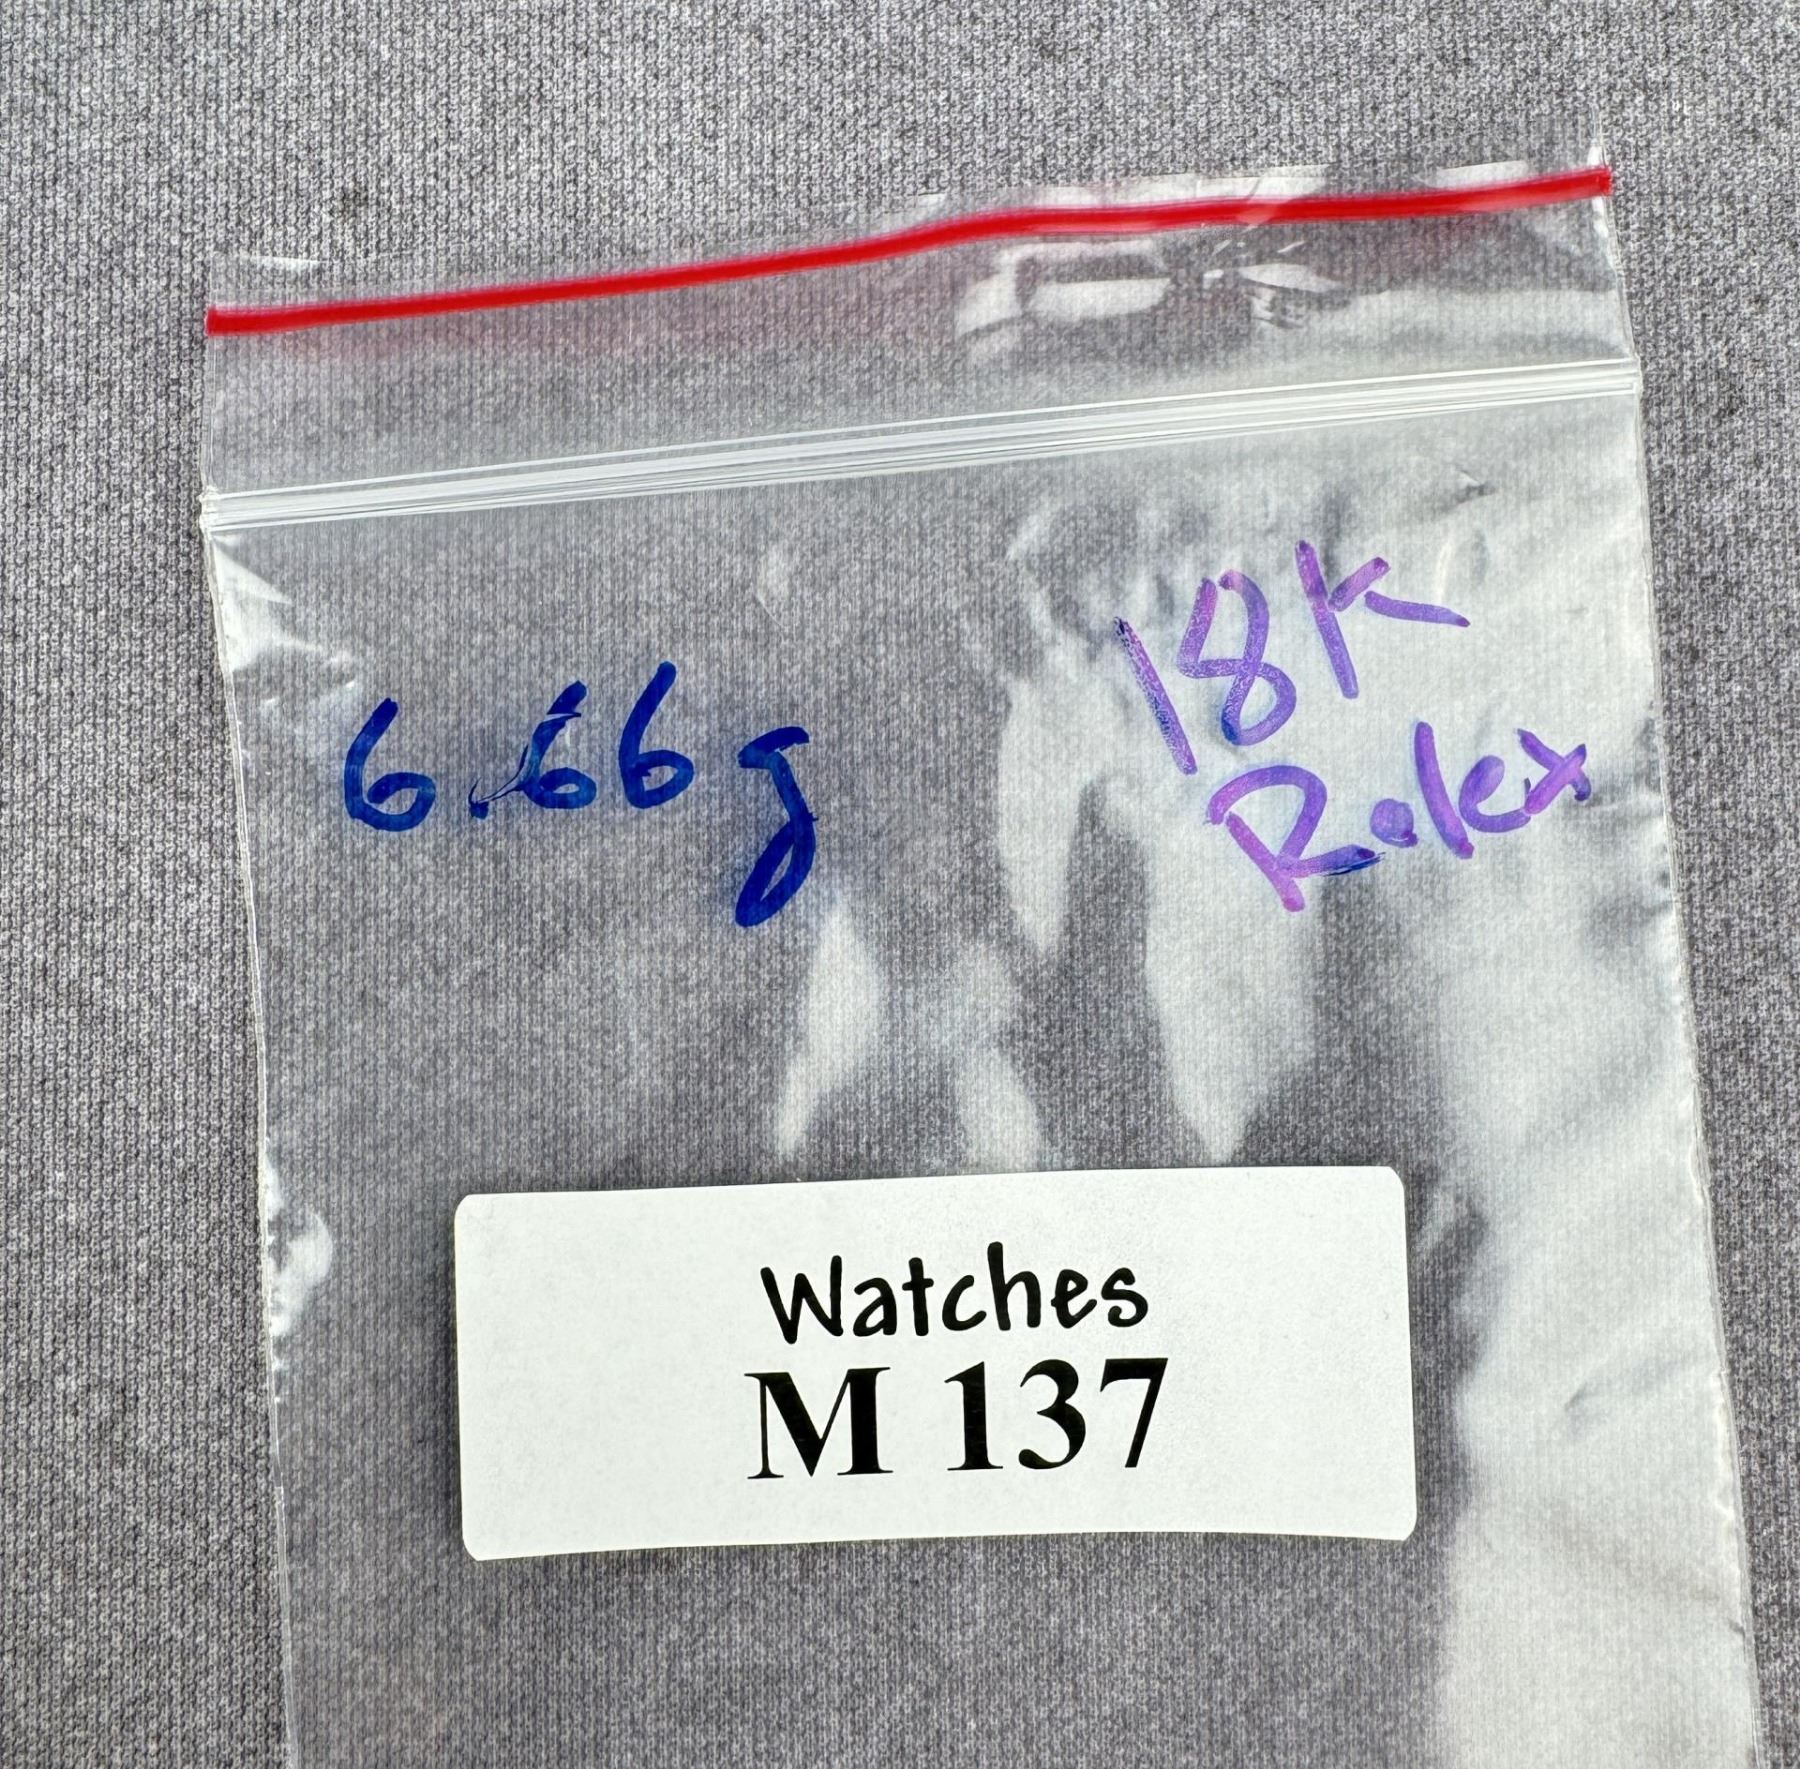 6.66g
18K
Rolex
Watches
M 137